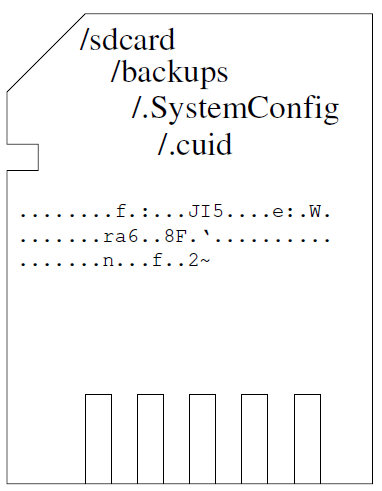 /sdcard
/backups
/.SystemConfig
/.cuid
........f.:...JI5....e:.W.
.......ra6..8F.‛..........
.......n...f..2~